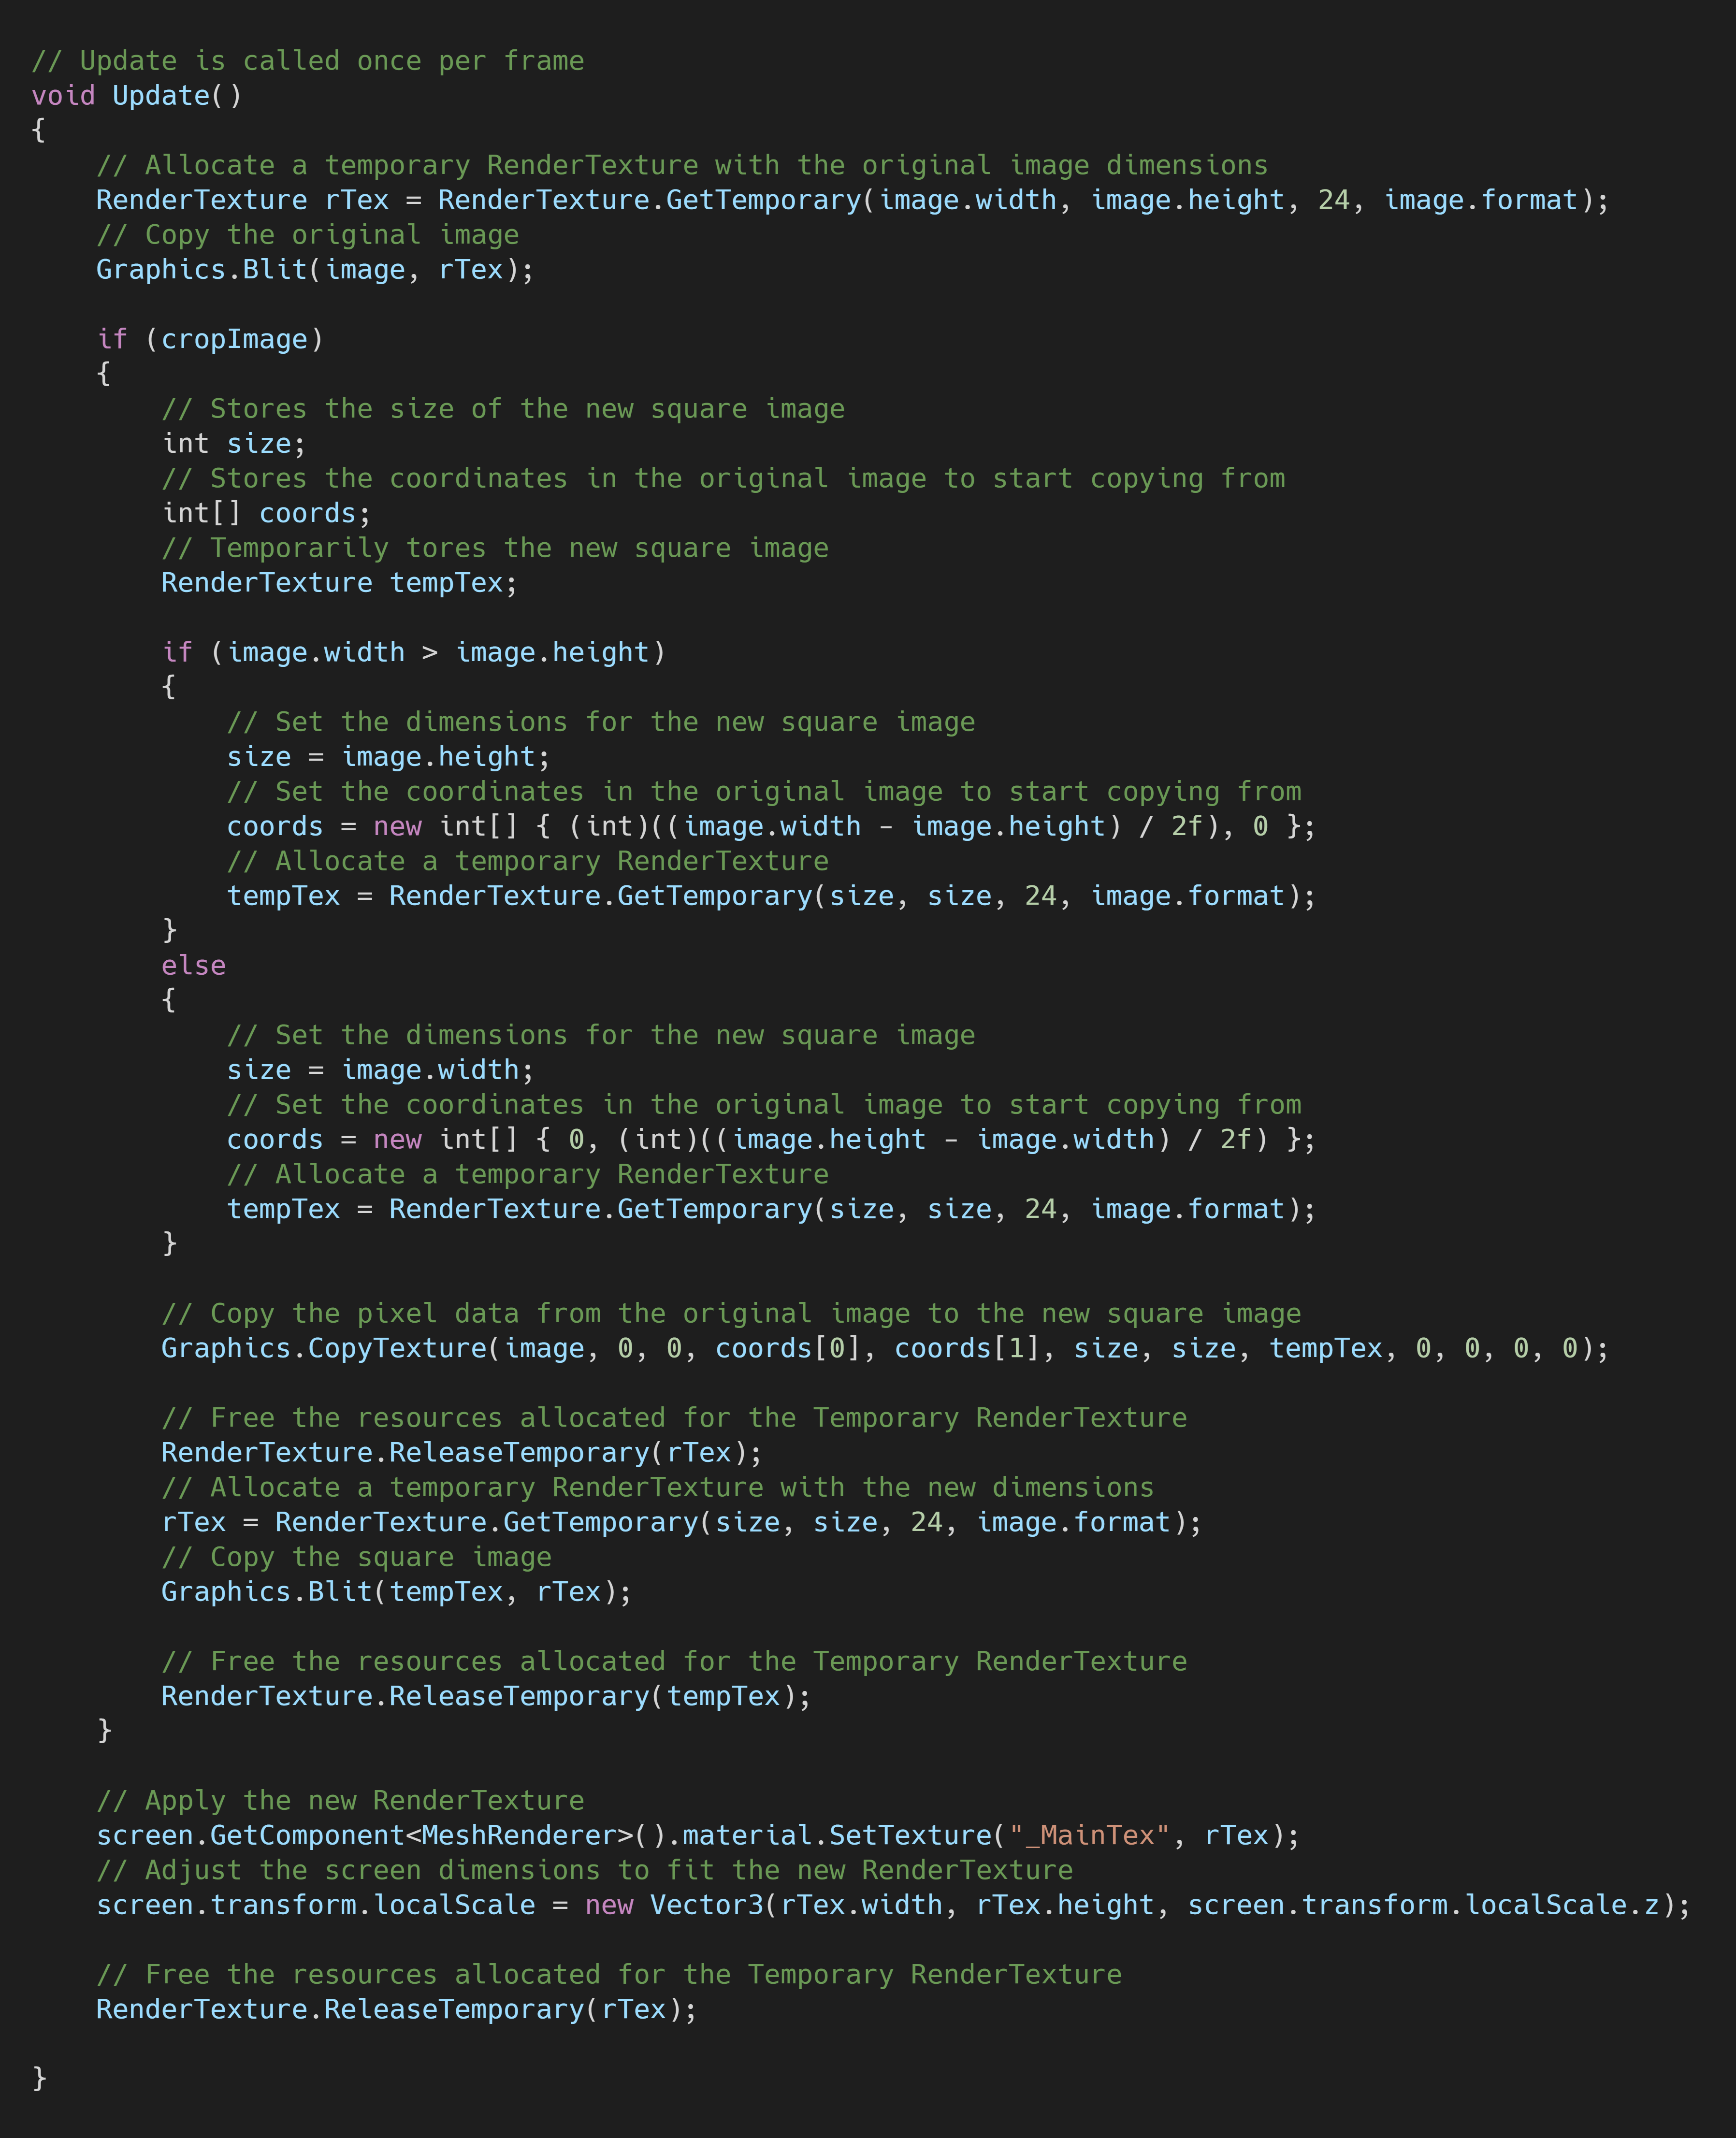 // Update is called once per frame
void Update()
{
    // Allocate a temporary RenderTexture with the original image dimensions
    RenderTexture rTex = RenderTexture.GetTemporary(image.width, image.height, 24, image.format);
    // Copy the original image
    Graphics.Blit(image, rTex);

    if (cropImage)
    {
        // Stores the size of the new square image
        int size;
        // Stores the coordinates in the original image to start copying from
        int[] coords;
        // Temporarily tores the new square image
        RenderTexture tempTex;

        if (image.width > image.height)
        {
            // Set the dimensions for the new square image
            size = image.height;
            // Set the coordinates in the original image to start copying from
            coords = new int[] { (int)((image.width - image.height) / 2f), 0 };
            // Allocate a temporary RenderTexture
            tempTex = RenderTexture.GetTemporary(size, size, 24, image.format);
        }
        else
        {
            // Set the dimensions for the new square image
            size = image.width;
            // Set the coordinates in the original image to start copying from
            coords = new int[] { 0, (int)((image.height - image.width) / 2f) };
            // Allocate a temporary RenderTexture
            tempTex = RenderTexture.GetTemporary(size, size, 24, image.format);
        }

        // Copy the pixel data from the original image to the new square image
        Graphics.CopyTexture(image, 0, 0, coords[0], coords[1], size, size, tempTex, 0, 0, 0, 0);

        // Free the resources allocated for the Temporary RenderTexture
        RenderTexture.ReleaseTemporary(rTex);
        // Allocate a temporary RenderTexture with the new dimensions
        rTex = RenderTexture.GetTemporary(size, size, 24, image.format);
        // Copy the square image
        Graphics.Blit(tempTex, rTex);

        // Free the resources allocated for the Temporary RenderTexture
        RenderTexture.ReleaseTemporary(tempTex);
    }

    // Apply the new RenderTexture
    screen.GetComponent<MeshRenderer>().material.SetTexture("_MainTex", rTex);
    // Adjust the screen dimensions to fit the new RenderTexture
    screen.transform.localScale = new Vector3(rTex.width, rTex.height, screen.transform.localScale.z);

    // Free the resources allocated for the Temporary RenderTexture
    RenderTexture.ReleaseTemporary(rTex);

}